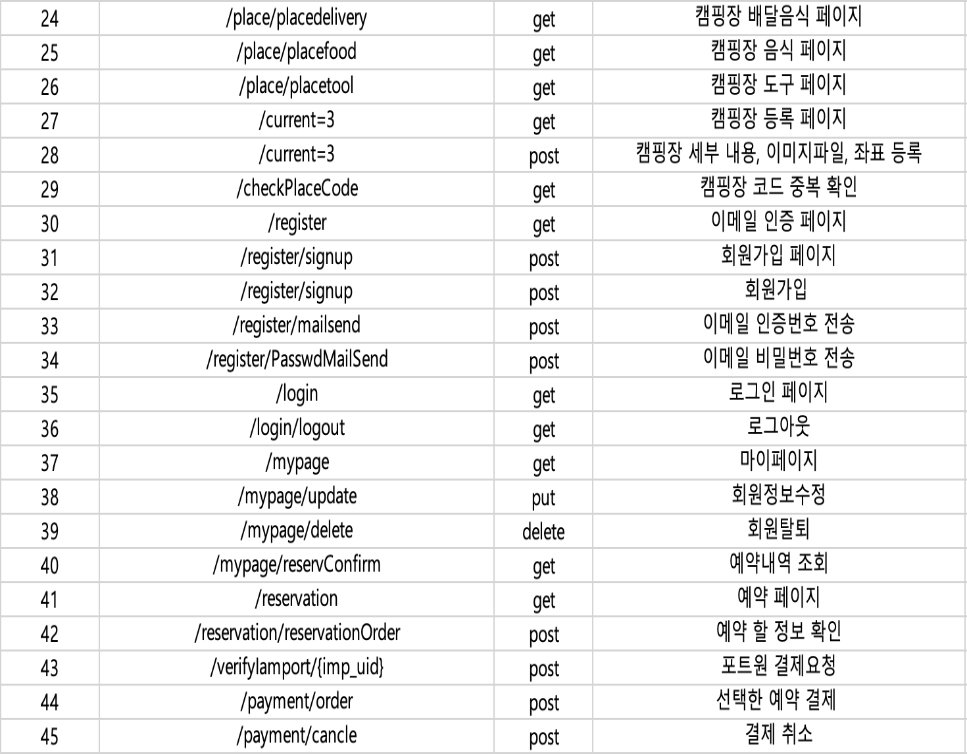 24 /place/placedelivery get 캠핑장 배달음식 페이지
25 /place/placefood get 캠핑장 음식 페이지
26 /place/placetool get 캠핑장 도구 페이지
27 /current=3 get 캠핑장 등록 페이지
28 /current=3 post 캠핑장 세부 내용, 이미지파일, 좌표 등록
29 /checkPlaceCode get 캠핑장 코드 중복 확인
30 /register get 이메일 인증 페이지
31 /register/signup post 회원가입 페이지
32 /register/signup post 회원가입
33 /register/mailsend post 이메일 인증번호 전송
34 /register/PasswdMailSend post 이메일 비밀번호 전송
35 /login get 로그인 페이지
36 /login/logout get 로그아웃
37 /mypage get 마이페이지
38 /mypage/update put 회원정보수정
39 /mypage/delete delete 회원탈퇴
40 /mypage/reservConfirm get 예약내역 조회
41 /reservation get 예약 페이지
42 /reservation/reservationOrder post 예약 할 정보 확인
43 /verifyIamport/{imp_uid} post 포트원 결제요청
44 /payment/order post 선택한 예약 결제
45 /payment/cancle post 결제 취소